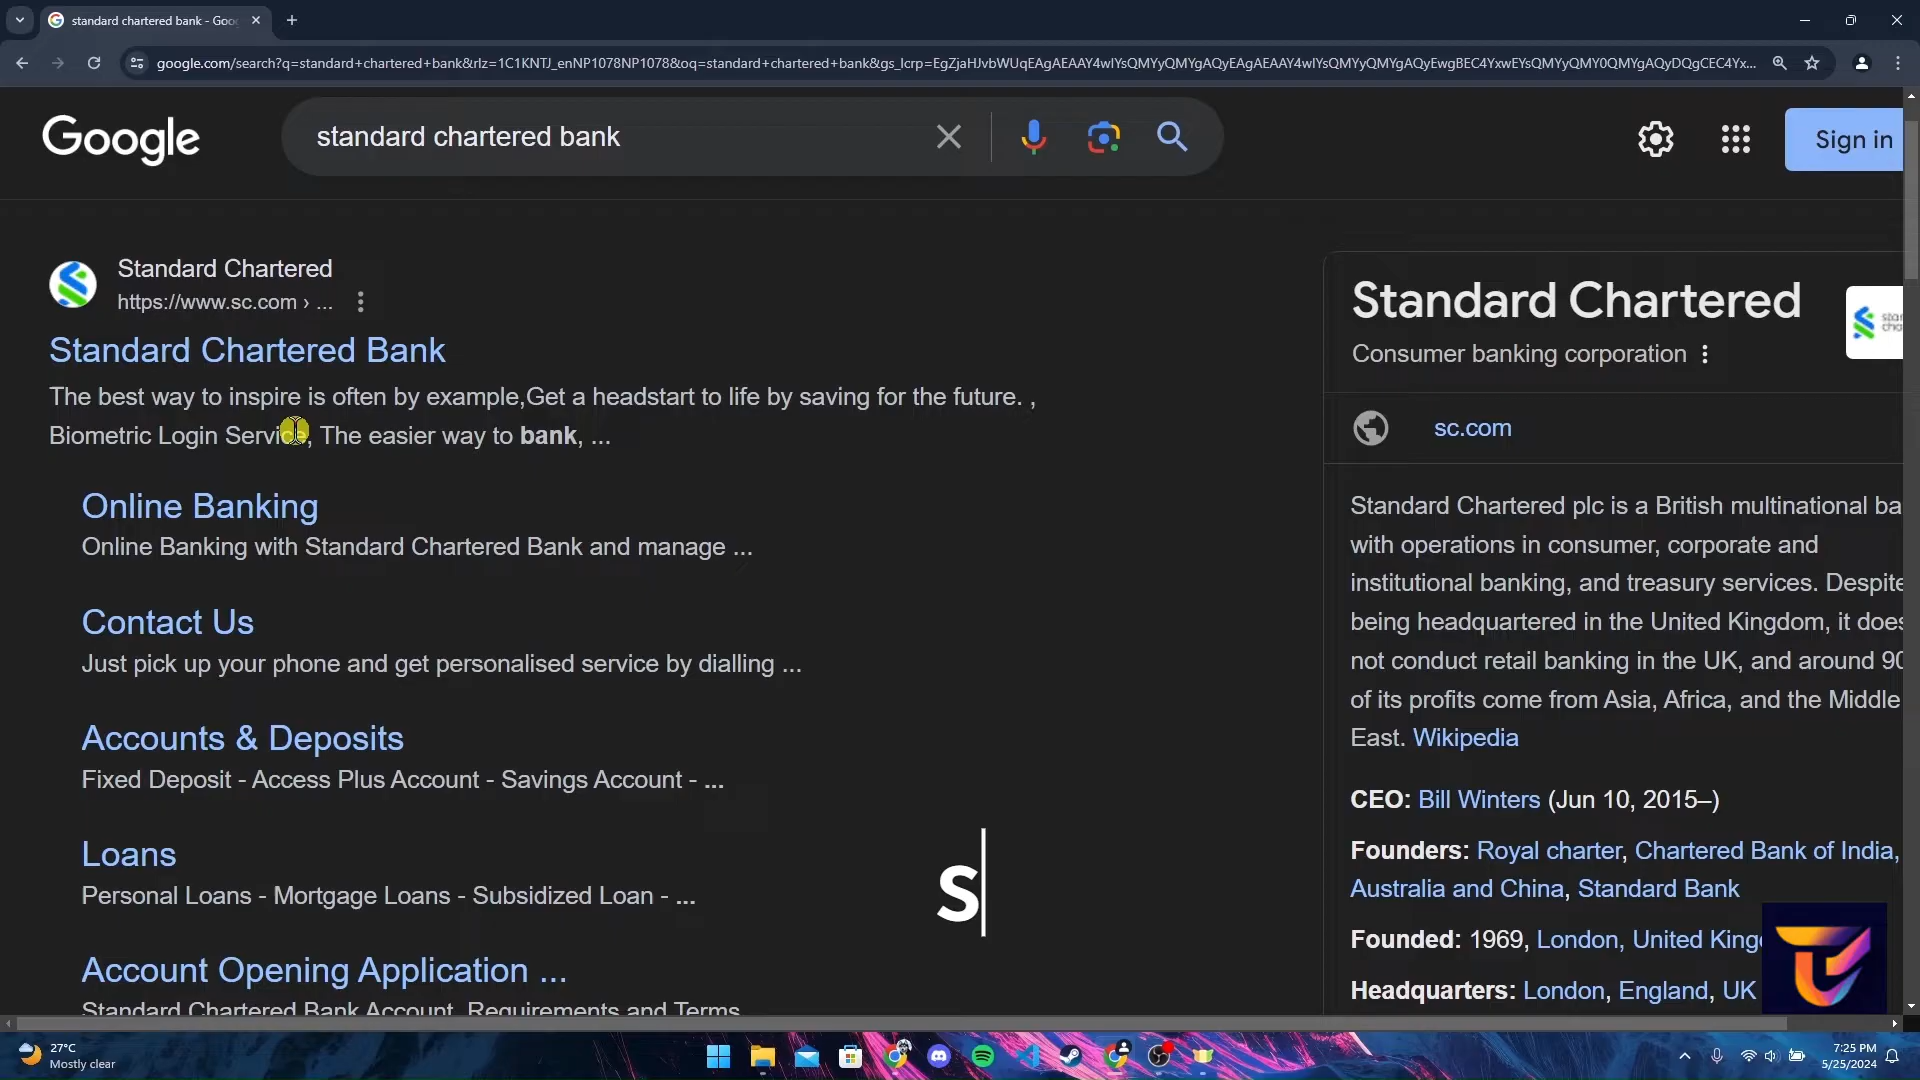 standard chartered bank - Goo
google.com/search?q=standard+chartered+bank&rlz=1C1KNTJ_enNP1078NP1078&oq=standard+chartered+bank&gs_lcrp=EgZjaHJvbWUqEAgAEAAY4wIYsQMYyQMYgAQyEAgAEAAY4wIYsQMYyQMYgAQyEwgBEC4YxwEYsQMYyQMY0QMYgAQyDQgCEC4Yx...
Google
standard chartered bank
Sign in
Standard Chartered
https://www.sc.com › ...
Standard Chartered Bank
The best way to inspire is often by example,Get a headstart to life by saving for the future. ,
Biometric Login Service, The easier way to bank, ...
Online Banking
Online Banking with Standard Chartered Bank and manage ...
Contact Us
Just pick up your phone and get personalised service by dialling ...
Accounts & Deposits
Fixed Deposit - Access Plus Account - Savings Account - ...
Loans
Personal Loans - Mortgage Loans - Subsidized Loan - ...
Account Opening Application ...
Standard Chartered Bank Account. Requirements and Terms
S
Standard Chartered
Consumer banking corporation
sc.com
Standard Chartered plc is a British multinational ba
with operations in consumer, corporate and
institutional banking, and treasury services. Despite
being headquartered in the United Kingdom, it does
not conduct retail banking in the UK, and around 90
of its profits come from Asia, Africa, and the Middle
East. Wikipedia
CEO: Bill Winters (Jun 10, 2015–)
Founders: Royal charter, Chartered Bank of India,
Australia and China, Standard Bank
Founded: 1969, London, United Kingd
Headquarters: London, England, UK
27°C
Mostly clear
7:25 PM
5/25/2024